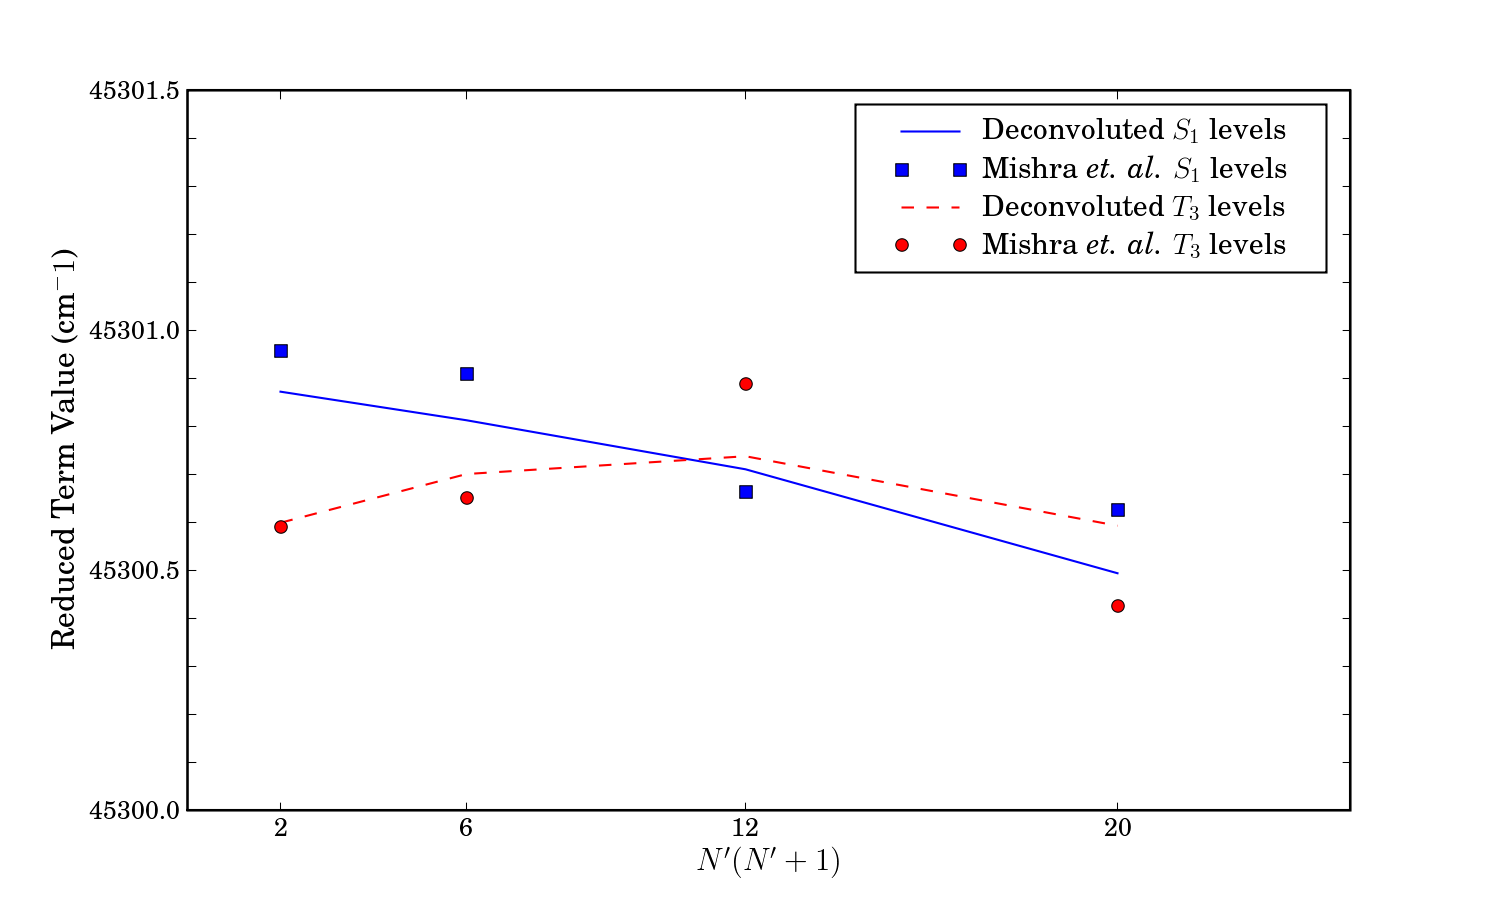 45301.5
Deconvoluted S₁ levels
Mishra et. al. S₁ levels
Deconvoluted T₃ levels
Mishra et. al. T₃ levels
45301.0
45300.5
45300.0
Reduced Term Value (cm⁻1)
2 6 12 20
N′(N′ + 1)